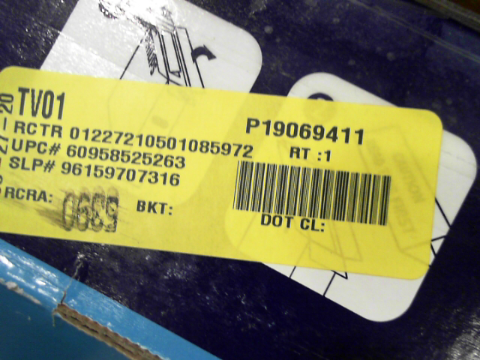 TV01
P19069411
RCTR 01227210501085972
RT :1
UPC# 60958525263
SLP# 96159707316
RCRA:
BKT:
DOT CL: